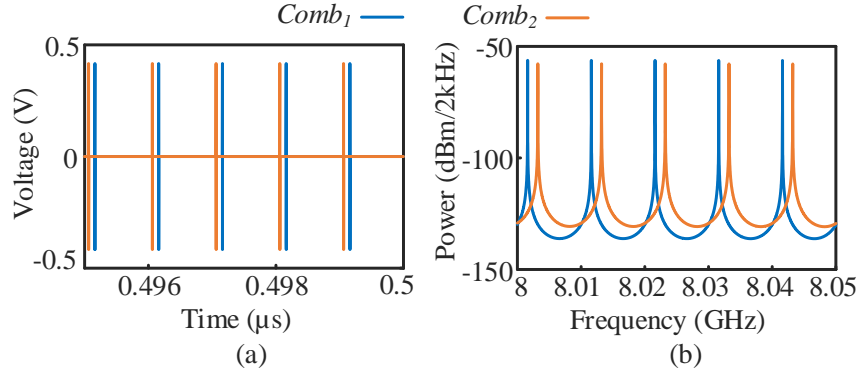 Comb₁ Comb₂
0.5
0
-0.5
Voltage (V)
0.496 0.498 0.5
Time (µs)
(a)
-50
-100
-150
Power (dBm/2kHz)
8 8.01 8.02 8.03 8.04 8.05
Frequency (GHz)
(b)